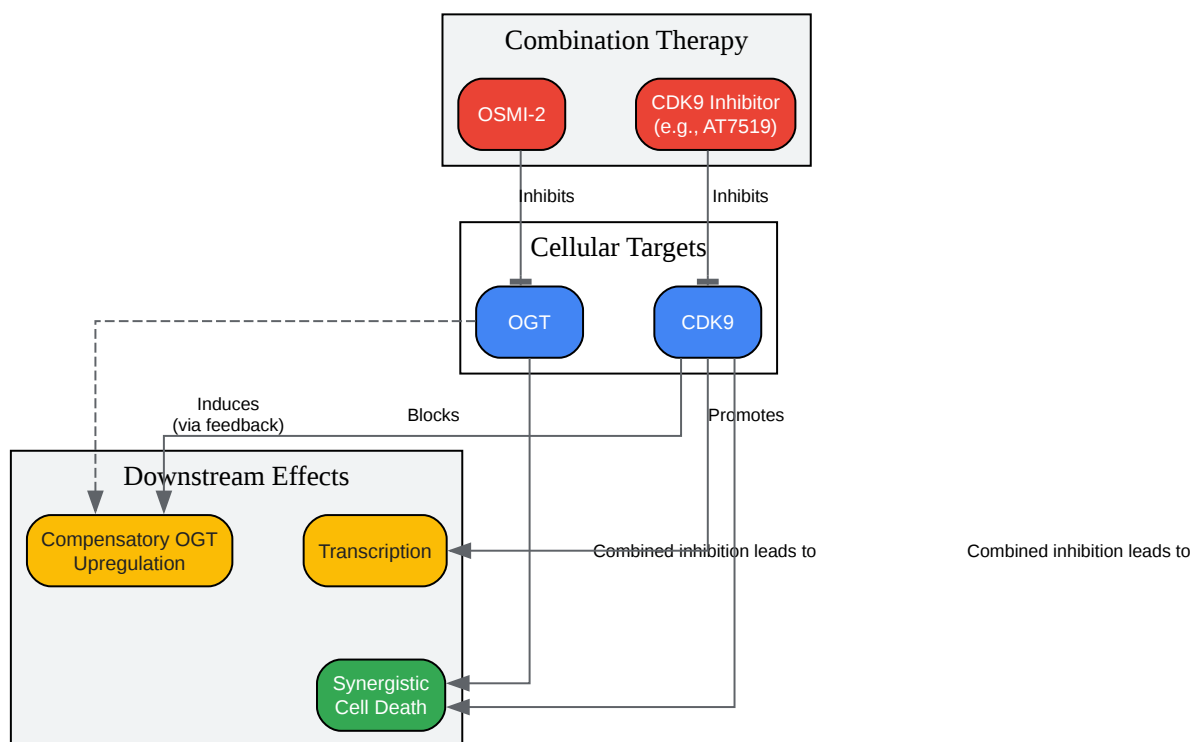 Combination Therapy
OSMI-2
CDK9 Inhibitor
(e.g., AT7519)
Inhibits
Inhibits
Cellular Targets
OGT
CDK9
Induces
(via feedback)
Blocks
Promotes
Downstream Effects
Compensatory OGT
Upregulation
Transcription
Combined inhibition leads to
Combined inhibition leads to
Synergistic
Cell Death